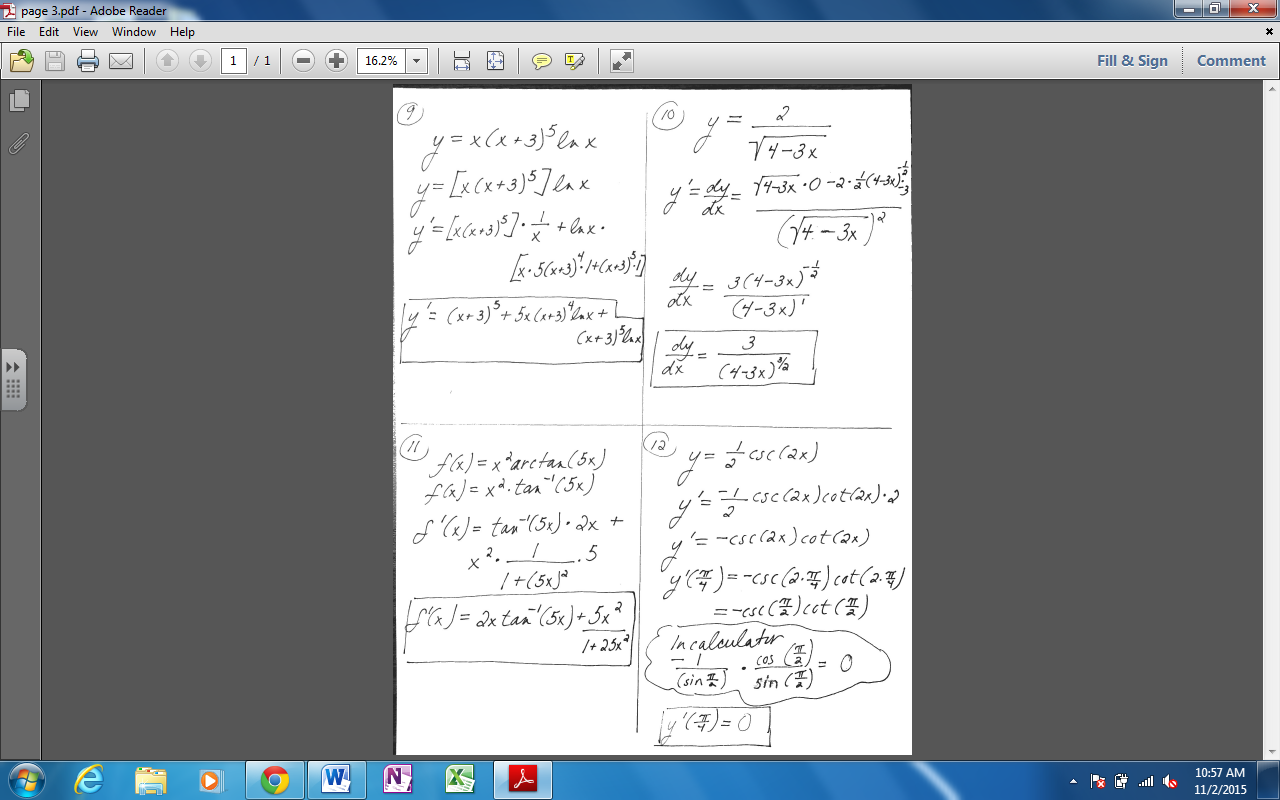 page 3.pdf - Adobe Reader
File Edit View Window Help
1 / 1 16.2% Fill & Sign Comment
9
y = x(x+3)^5 ln x
y = [x(x+3)^5] ln x
y' = [x(x+3)^5] · 1/x + ln x ·
[x · 5(x+3)^4 · 1 + (x+3)^5 · 1]
y' = (x+3)^5 + 5x(x+3)^4 ln x +
(x+3)^5 ln x
10
y = 2/√(4-3x)
y' = dy/dx = (√(4-3x) · 0 - 2 · 1/2 (4-3x)^(-1/2) · -3)/(√(4-3x))^2
dy/dx = 3(4-3x)^(-1/2)/(4-3x)^1
dy/dx = 3/(4-3x)^(3/2)
11
f(x) = x^2 arctan(5x)
f(x) = x^2 · tan^-1(5x)
f'(x) = tan^-1(5x) · 2x +
x^2 · 1/(1+(5x)^2) · 5
f'(x) = 2x tan^-1(5x) + 5x^2/(1+25x^2)
12
y = 1/2 csc(2x)
y' = -1/2 csc(2x) cot(2x) · 2
y' = -csc(2x) cot(2x)
y'(π/4) = -csc(2·π/4) cot(2·π/4)
= -csc(π/2) cot(π/2)
In calculator
- 1/(sin π/2) · cos(π/2)/sin(π/2) = 0
y'(π/4) = 0
10:57 AM
11/2/2015